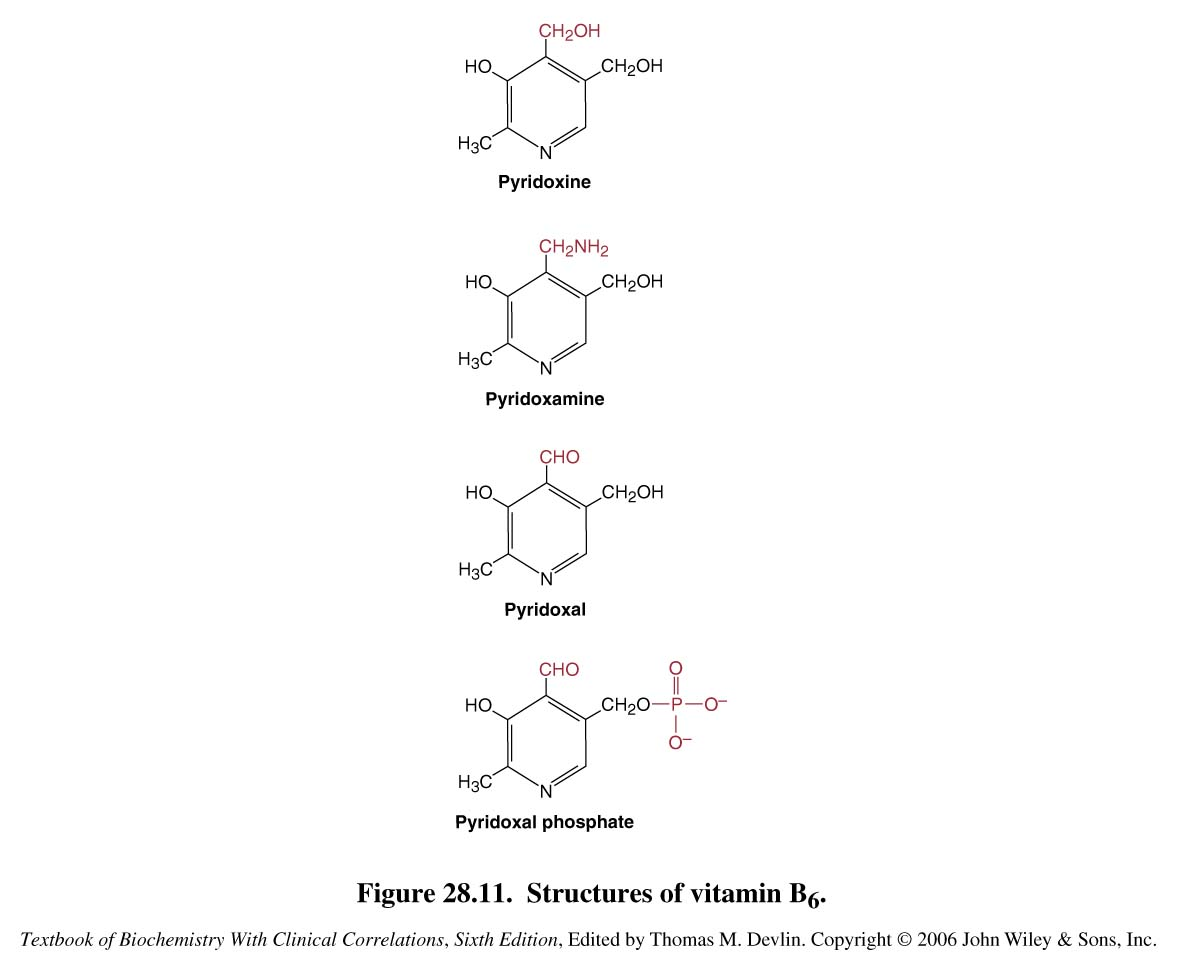 CH2OH
HO CH2OH
H3C N
Pyridoxine
CH2NH2
HO CH2OH
H3C N
Pyridoxamine
CHO
HO CH2OH
H3C N
Pyridoxal
CHO O
HO CH2O P O−
O−
H3C N
Pyridoxal phosphate
Figure 28.11. Structures of vitamin B6.
Textbook of Biochemistry With Clinical Correlations, Sixth Edition, Edited by Thomas M. Devlin. Copyright © 2006 John Wiley & Sons, Inc.